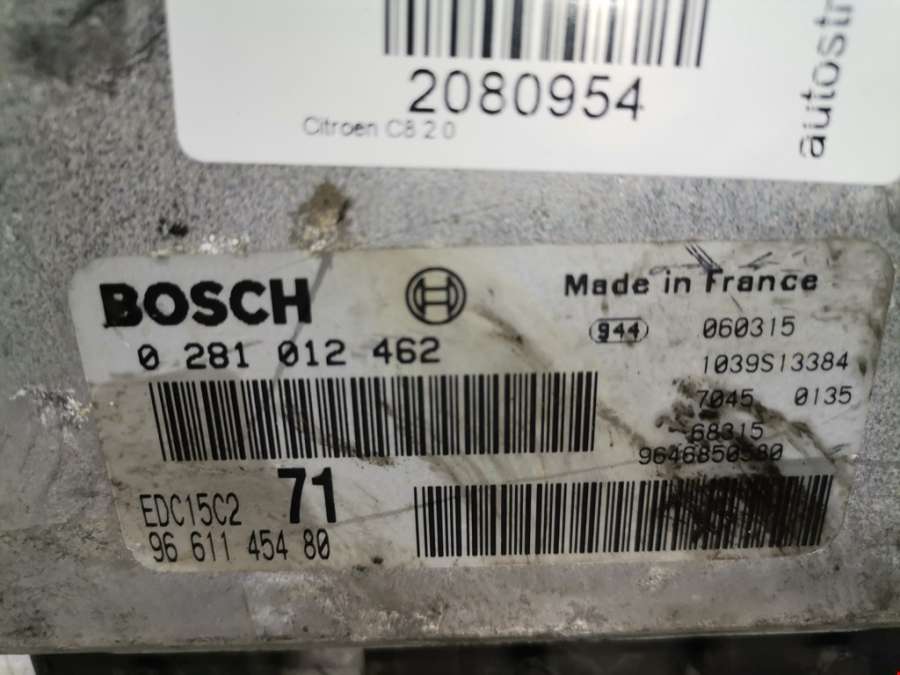 2080954
Citroen C8 2.0
autostr
BOSCH
Made in France
0 281 012 462
944 060315
1039S13384
7045 0135
68315
9646850580
EDC15C2 71
96 611 454 80